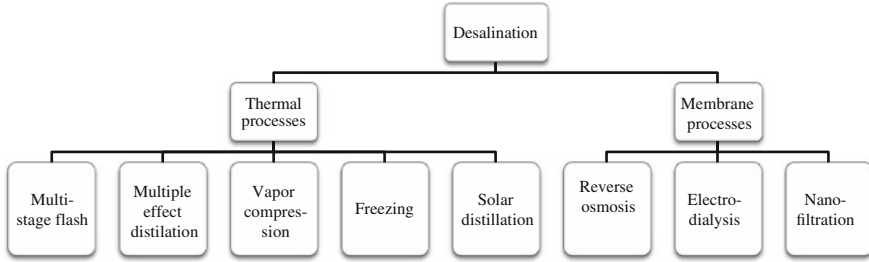 Desalination
Thermal
processes
Membrane
processes
Multi-
stage flash
Multiple
effect
distilation
Vapor
compres-
sion
Freezing
Solar
distillation
Reverse
osmosis
Electro-
dialysis
Nano-
filtration